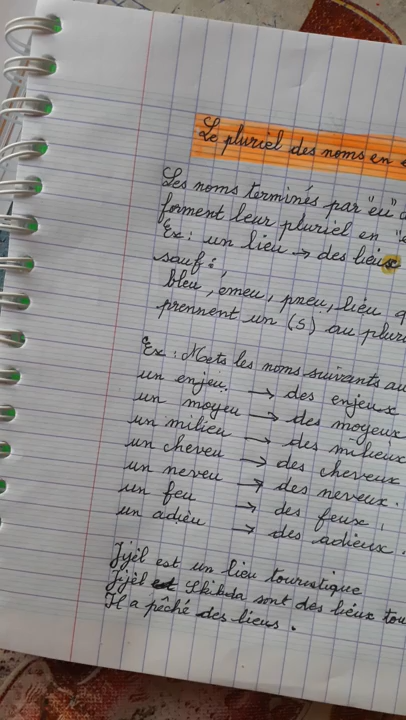 Le pluriel des noms en
Les noms terminés par "eu"
forment leur pluriel en
Ex: un lieu → des lieux
sauf:
bleu, émeu, pneu, lieu
prennent un (s) au pluri
Ex: Mets les noms suivants au
un enjeu. → des enjeux
un moyeu → des moyeux
un milieu → des milieux
un cheveu → des cheveux
un neveu → des neveux.
un feu → des feux.
un adieu → des adieux.
Jijel est un lieu touristique
Jijel et Skikda sont des lieux tou
Il a pêché des lieus.